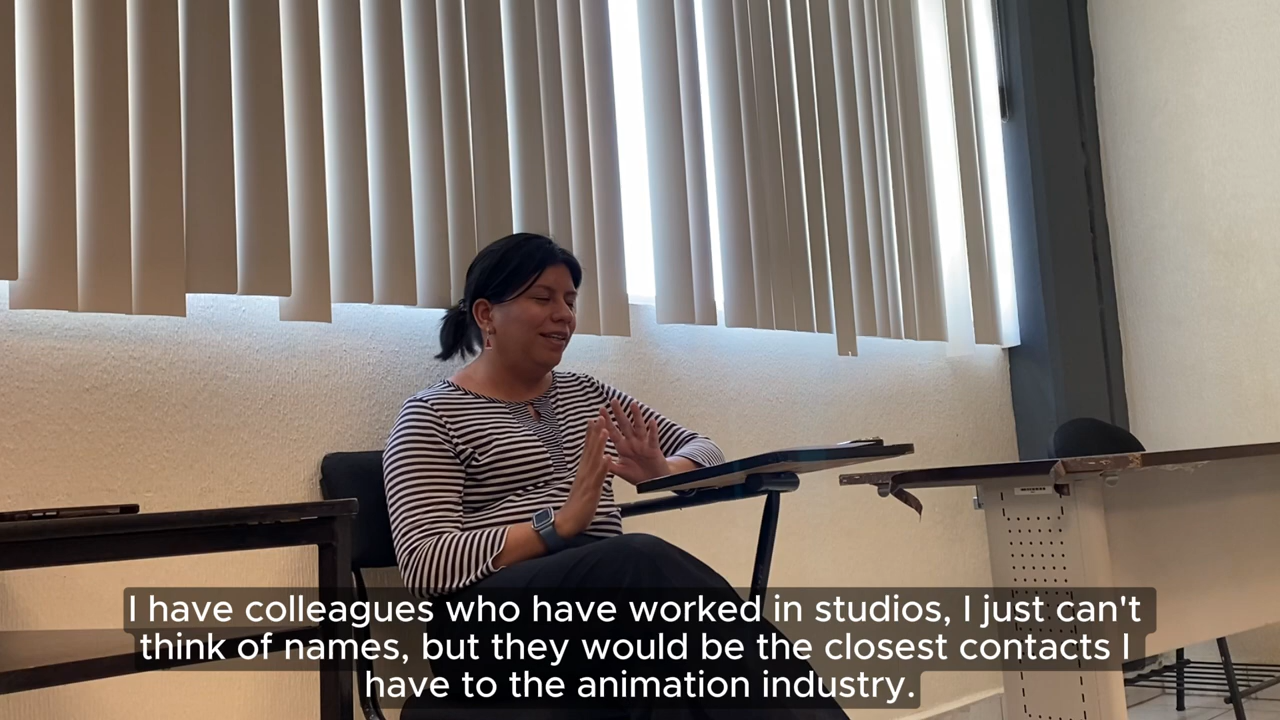 I have colleagues who have worked in studios, I just can't
think of names, but they would be the closest contacts I
have to the animation industry.